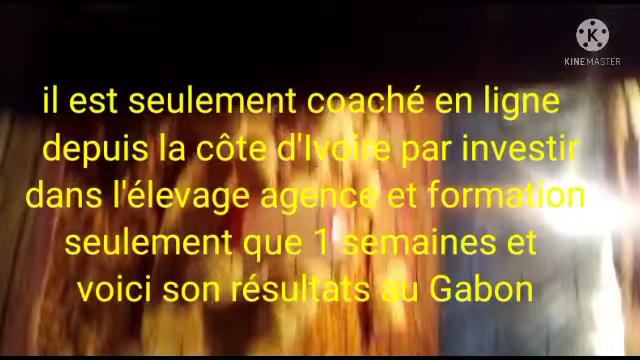 KINEMASTER
il est seulement coaché en ligne
depuis la côte d'Ivoire par investir
dans l'élevage agence et formation
seulement que 1 semaines et
voici son résultats au Gabon